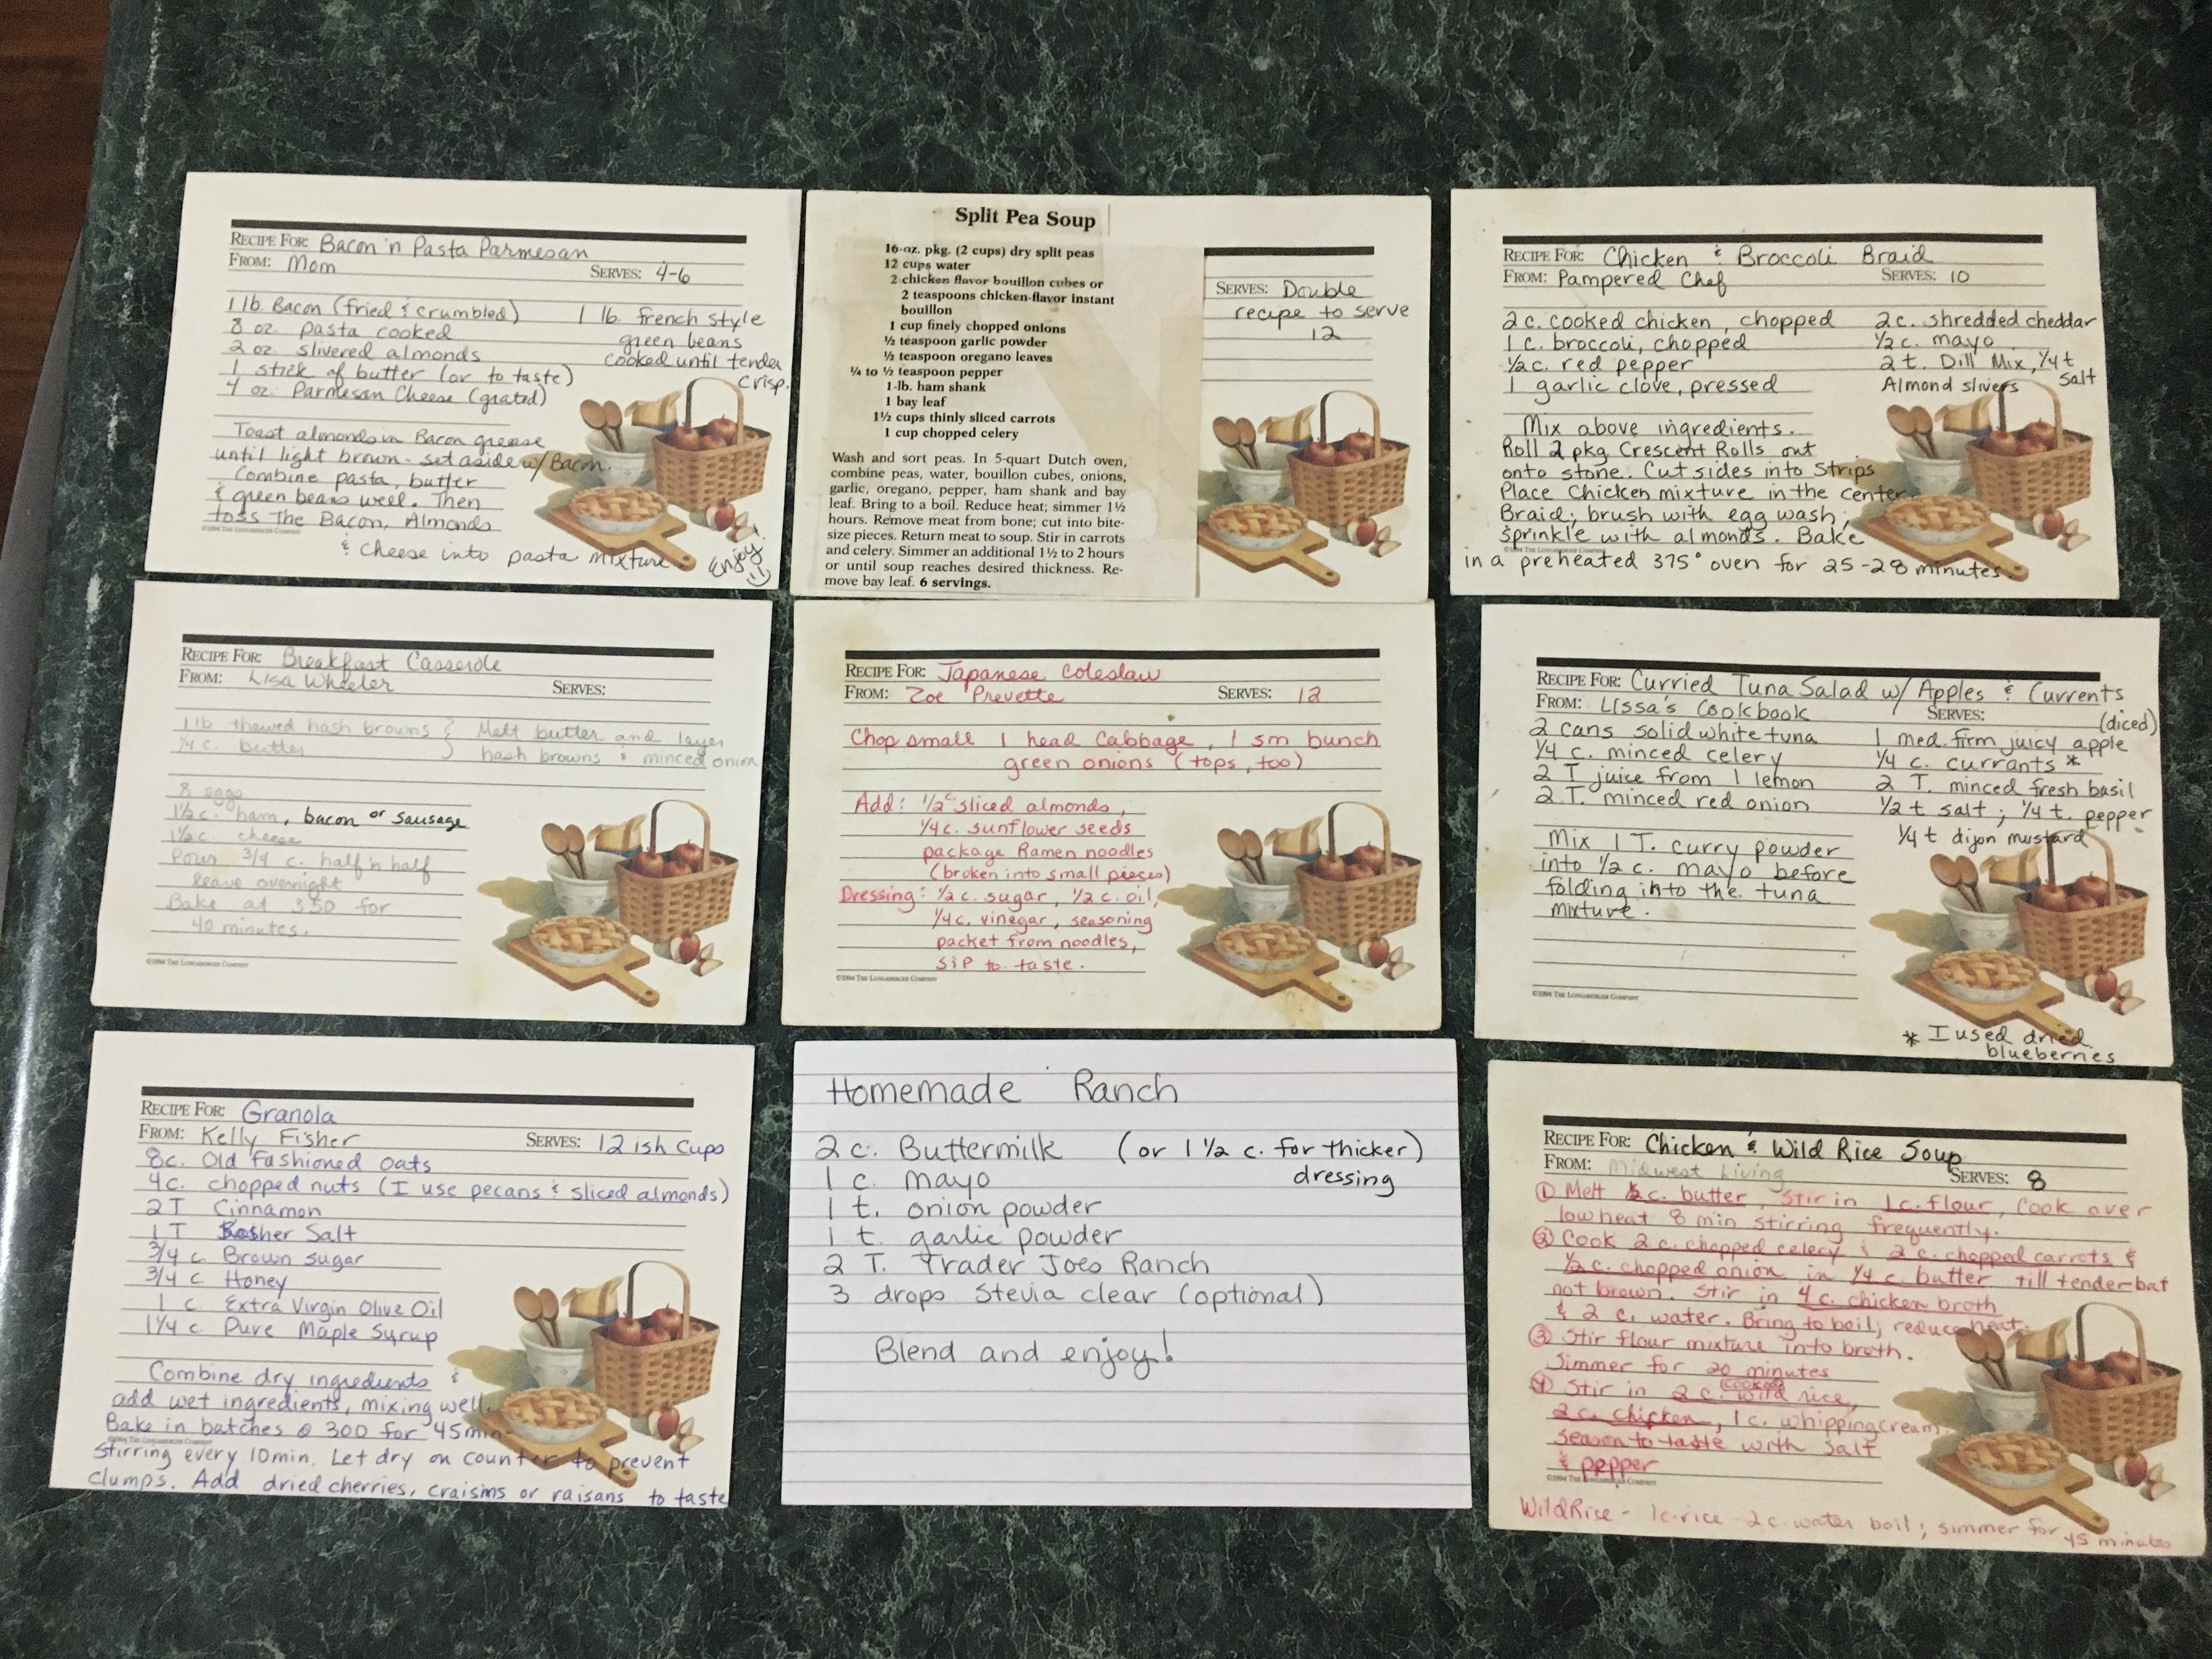 RECIPE FOR: Bacon 'n Pasta Parmesan
FROM: Mom SERVES: 4-6
1 lb. Bacon (fried & crumbled) 1 lb. french style
8 oz. pasta cooked green beans
2 oz. slivered almonds cooked until tender
1 stick of butter (or to taste) crisp.
4 oz. Parmesan Cheese (grated)
Toast almonds in Bacon grease
until light brown - set aside w/ Bacon.
Combine pasta, butter
& green beans well. Then
toss The Bacon, Almonds
©1994 THE LONGABERGER COMPANY
& cheese into pasta mixture. Enjoy!
Split Pea Soup
16-oz. pkg. (2 cups) dry split peas
12 cups water
2 chicken flavor bouillon cubes or
2 teaspoons chicken-flavor instant
bouillon
1 cup finely chopped onions
½ teaspoon garlic powder
½ teaspoon oregano leaves
¼ to ½ teaspoon pepper
1-lb. ham shank
1 bay leaf
1½ cups thinly sliced carrots
1 cup chopped celery
Wash and sort peas. In 5-quart Dutch oven,
combine peas, water, bouillon cubes, onions,
garlic, oregano, pepper, ham shank and bay
leaf. Bring to a boil. Reduce heat; simmer 1½
hours. Remove meat from bone; cut into bite-
size pieces. Return meat to soup. Stir in carrots
and celery. Simmer an additional 1½ to 2 hours
or until soup reaches desired thickness. Re-
move bay leaf. 6 servings.
SERVES: Double
recipe to serve
12
RECIPE FOR: Chicken & Broccoli Braid
FROM: Pampered Chef SERVES: 10
2 c. cooked chicken, chopped 2 c. shredded cheddar
1 c. broccoli, chopped ½ c. mayo
½ c. red pepper 2 t. Dill Mix, ¼ t
1 garlic clove, pressed Almond slivers salt
Mix above ingredients.
Roll 2 pkg. Crescent Rolls out
onto stone. Cut sides into strips
Place Chicken mixture in the center.
Braid; brush with egg wash;
sprinkle with almonds. Bake
©1994 THE LONGABERGER COMPANY
in a preheated 375° oven for 25-28 minutes.
RECIPE FOR: Breakfast Casserole
FROM: Lisa Wheeler SERVES:
1 lb thawed hash browns } Melt butter and layer
¼ c. butter } hash browns & minced onion
8 eggs
1½ c. ham, bacon or sausage
1½ c. cheese
Pour 3/4 c. half 'n half
leave overnight
Bake at 350 for
40 minutes.
©1994 THE LONGABERGER COMPANY
RECIPE FOR: Japanese Coleslaw
FROM: Zoe Prevette SERVES: 12
Chop small 1 head Cabbage, 1 sm bunch
green onions (tops, too)
Add: ½ c sliced almonds,
¼ c. sunflower seeds
package Ramen noodles
(broken into small pieces)
Dressing: ½ c. sugar, ½ c. oil,
¼ c. vinegar, seasoning
packet from noodles,
S+P to taste.
©1994 THE LONGABERGER COMPANY
RECIPE FOR: Curried Tuna Salad w/ Apples & Currents
FROM: Lissa's Cookbook SERVES: (diced)
2 cans solid white tuna 1 med. firm juicy apple
¼ c. minced celery ¼ c. currants *
2 T juice from 1 lemon 2 T. minced fresh basil
2 T. minced red onion ½ t salt; ¼ t. pepper
¼ t dijon mustard
Mix 1 T. curry powder
into ½ c. mayo before
folding into the tuna
mixture.
©1994 THE LONGABERGER COMPANY
* I used dried
blueberries
RECIPE FOR: Granola
FROM: Kelly Fisher SERVES: 12 ish cups
8c. Old Fashioned Oats
4c. chopped nuts (I use pecans & sliced almonds)
2 T Cinnamon
1 T Kosher Salt
3/4 c. Brown sugar
3/4 c Honey
1 c. Extra Virgin Olive Oil
1¼ c. Pure Maple Syrup
Combine dry ingredients &
add wet ingredients, mixing well.
Bake in batches @ 300 for 45 min-
stirring every 10 min. Let dry on counter to prevent
clumps. Add dried cherries, craisins or raisans to taste
Homemade Ranch
2 c. Buttermilk (or 1 ½ c. for thicker)
1 c. mayo dressing
1 t. onion powder
1 t. garlic powder
2 T. Trader Joes Ranch
3 drops Stevia clear (optional)
Blend and enjoy!
RECIPE FOR: Chicken & Wild Rice Soup
FROM: Midwest Living SERVES: 8
① Melt ½ c. butter, stir in 1 c. flour, Cook over
low heat 8 min stirring frequently.
② Cook 2 c. chopped celery & 2 c. chopped carrots &
½ c. chopped onion in ¼ c. butter till tender but
not brown. Stir in 4 c. chicken broth
& 2 c. water. Bring to boil; reduce heat.
③ Stir flour mixture into broth.
Simmer for 20 minutes
④ Stir in 2 c. cooked wild rice,
2 c. chicken, 1 c. whipping cream.
season to taste with salt
& pepper
©1994 THE LONGABERGER COMPANY
Wild Rice - 1 c. rice - 2 c. water boil; simmer for 45 minutes